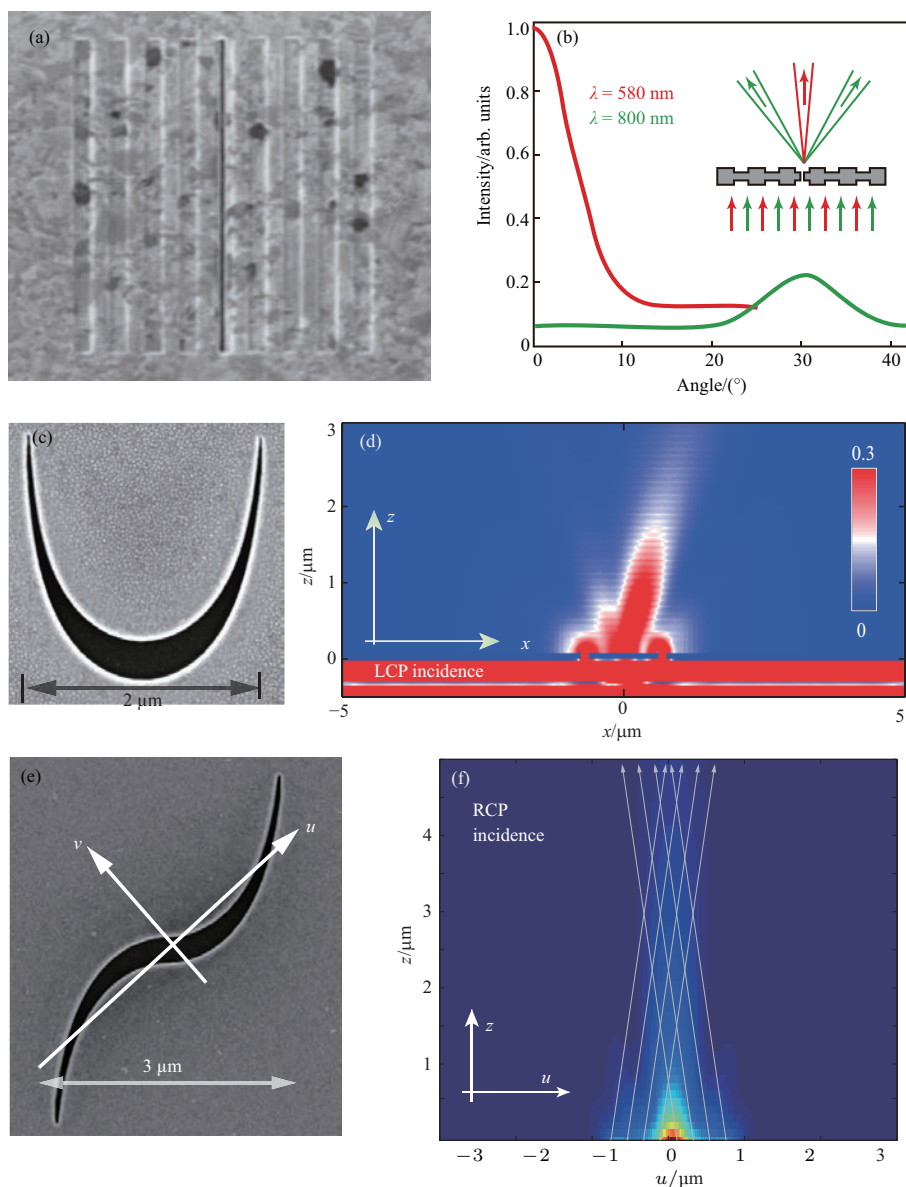 (a)
(b)
Intensity/arb. units
1.0
0.8
0.6
0.4
0.2
0
0
10
20
30
40
Angle/(°)
λ = 580 nm
λ = 800 nm
(c)
2 μm
(d)
z/μm
3
2
1
0
z
x
LCP incidence
0.3
0
−5
0
5
x/μm
(e)
v
u
3 μm
(f)
RCP
incidence
z/μm
4
3
2
1
z
u
−3
−2
−1
0
1
2
3
u/μm